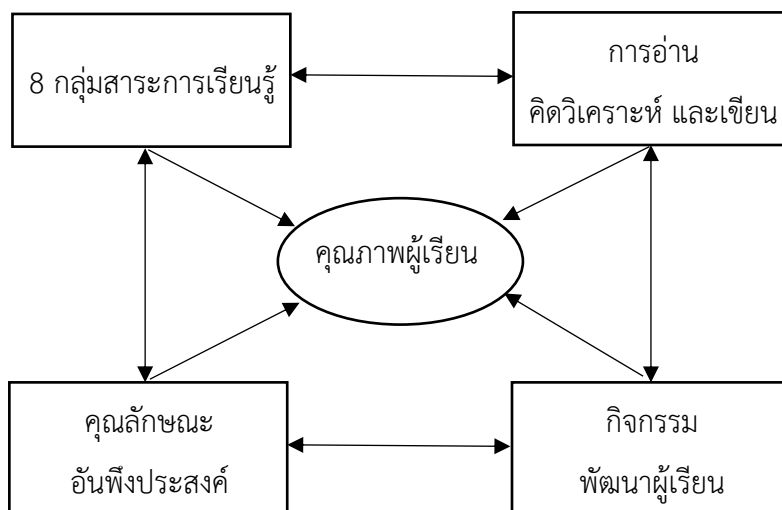 8 กลุ่มสาระการเรียนรู้
การอ่าน
คิดวิเคราะห์ และเขียน
คุณภาพผู้เรียน
คุณลักษณะ
อันพึงประสงค์
กิจกรรม
พัฒนาผู้เรียน